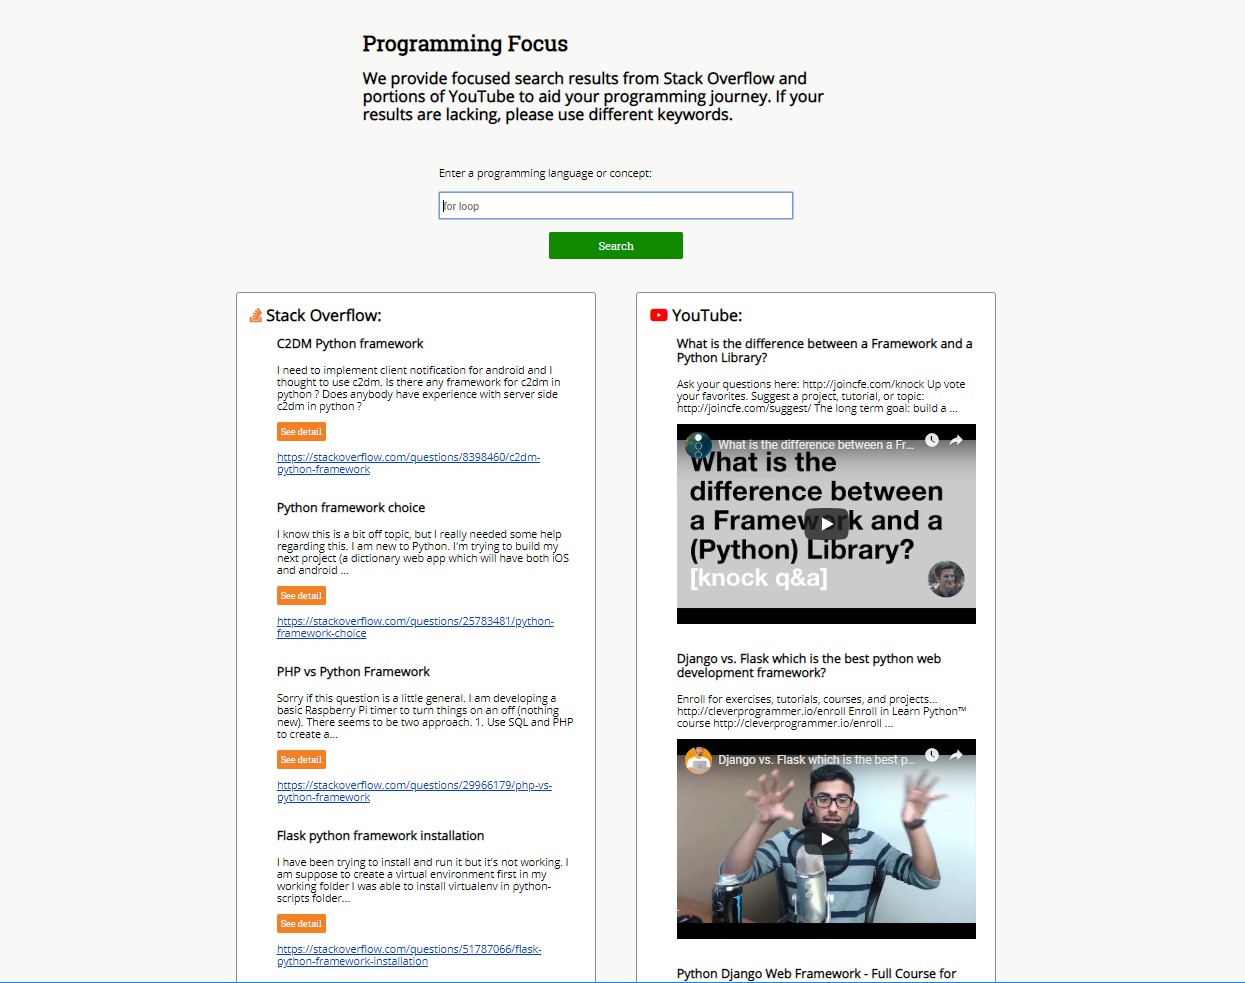 Programming Focus
We provide focused search results from Stack Overflow and
portions of YouTube to aid your programming journey. If your
results are lacking, please use different keywords.
Enter a programming language or concept:
for loop
Search
Stack Overflow:
C2DM Python framework
I need to implement client notification for android and I
thought to use c2dm. Is there any framework for c2dm in
python ? Does anybody have experience with server side
c2dm in python ?
See detail
https://stackoverflow.com/questions/8398460/c2dm-
python-framework
Python framework choice
I know this is a bit off topic, but I really needed some help
regarding this. I am new to Python. I'm trying to build my
next project (a dictionary web app which will have both iOS
and android ...
See detail
https://stackoverflow.com/questions/25783481/python-
framework-choice
PHP vs Python Framework
Sorry if this question is a little general. I am developing a
basic Raspberry Pi timer to turn things on an off (nothing
new). There seems to be two approach. 1. Use SQL and PHP
to create a...
See detail
https://stackoverflow.com/questions/29966179/php-vs-
python-framework
Flask python framework installation
I have been trying to install and run it but it's not working. I
am suppose to create a virtual environment first in my
working folder I was able to install virtualenv in python-
scripts folder...
See detail
https://stackoverflow.com/questions/51787066/flask-
python-framework-installation
YouTube:
What is the difference between a Framework and a
Python Library?
Ask your questions here: http://joincfe.com/knock Up vote
your favorites. Suggest a project, tutorial, or topic:
http://joincfe.com/suggest/ The long term goal: build a ...
What is the difference between a Fr...
What is the
difference between
a Framework and a
(Python) Library?
[knock q&a]
Django vs. Flask which is the best python web
development framework?
Enroll for exercises, tutorials, courses, and projects...
http://cleverprogrammer.io/enroll Enroll in Learn Python™
course http://cleverprogrammer.io/enroll ...
Django vs. Flask which is the best p...
Python Django Web Framework - Full Course for